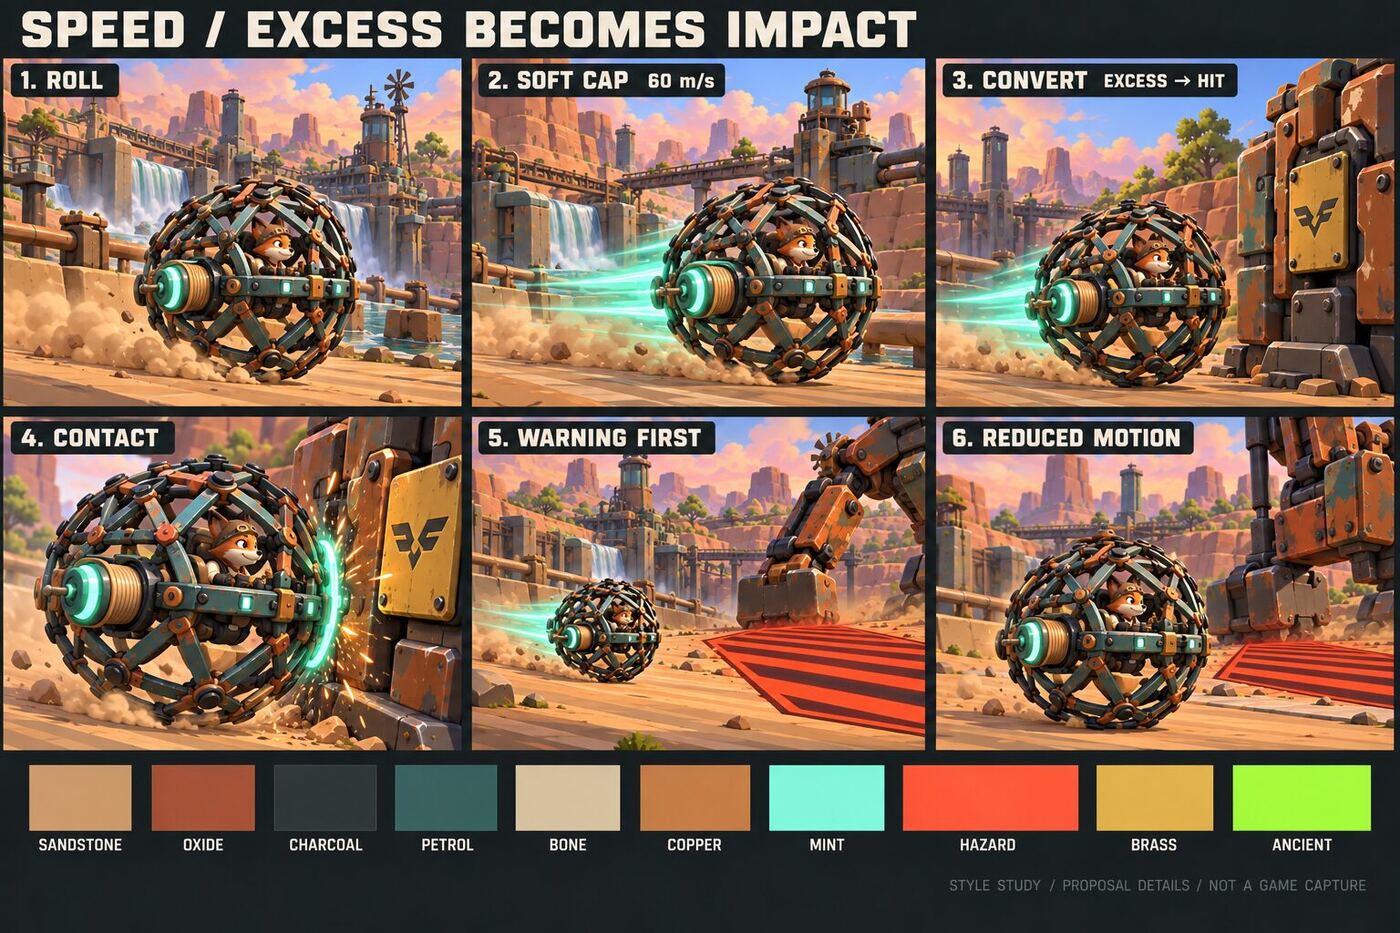 SPEED / EXCESS BECOMES IMPACT
1. ROLL
2. SOFT CAP 60 m/s
3. CONVERT EXCESS → HIT
4. CONTACT
5. WARNING FIRST
6. REDUCED MOTION
SANDSTONE
OXIDE
CHARCOAL
PETROL
BONE
COPPER
MINT
HAZARD
BRASS
ANCIENT
STYLE STUDY / PROPOSAL DETAILS / NOT A GAME CAPTURE